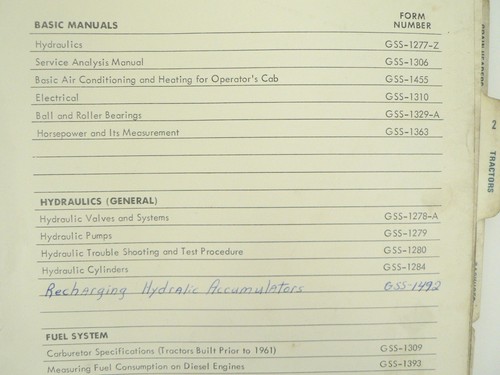 BASIC MANUALS FORM NUMBER
Hydraulics GSS-1277-Z
Service Analysis Manual GSS-1306
Basic Air Conditioning and Heating for Operator's Cab GSS-1455
Electrical GSS-1310
Ball and Roller Bearings GSS-1329-A
Horsepower and Its Measurement GSS-1363
HYDRAULICS (GENERAL)
Hydraulic Valves and Systems GSS-1278-A
Hydraulic Pumps GSS-1279
Hydraulic Trouble Shooting and Test Procedure GSS-1280
Hydraulic Cylinders GSS-1284
Recharging Hydralic Accumulators GSS-1492
FUEL SYSTEM
Carburetor Specifications (Tractors Built Prior to 1961) GSS-1309
Measuring Fuel Consumption on Diesel Engines GSS-1393
2
TRACTORS